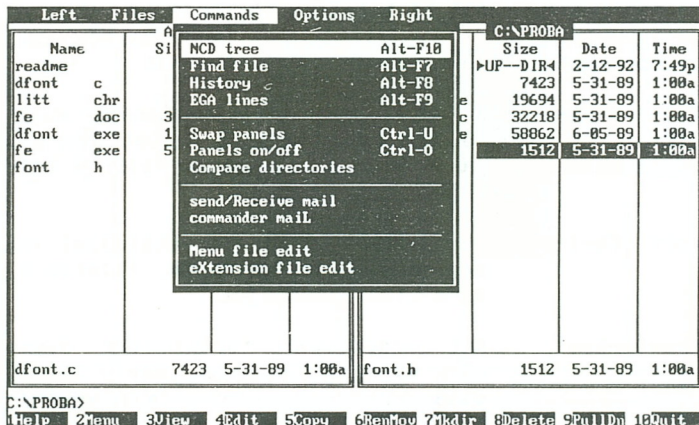 Left Files Commands Options Right
A C:\PROBA
Name Si Size Date Time
NCD tree Alt-F10
readme ►UP--DIR◄ 2-12-92 7:49p
Find file Alt-F7
dfont c 7423 5-31-89 1:00a
History Alt-F8
litt chr e 19694 5-31-89 1:00a
EGA lines Alt-F9
fe doc 3 c 32218 5-31-89 1:00a
dfont exe 1 e 58862 6-05-89 1:00a
Swap panels Ctrl-U
fe exe 5 1512 5-31-89 1:00a
Panels on/off Ctrl-O
font h
Compare directories
send/Receive mail
commander maiL
Menu file edit
eXtension file edit
dfont.c 7423 5-31-89 1:00a font.h 1512 5-31-89 1:00a
C:\PROBA>
1Help 2Menu 3View 4Edit 5Copy 6RenMov 7Mkdir 8Delete 9PullDn 10Quit